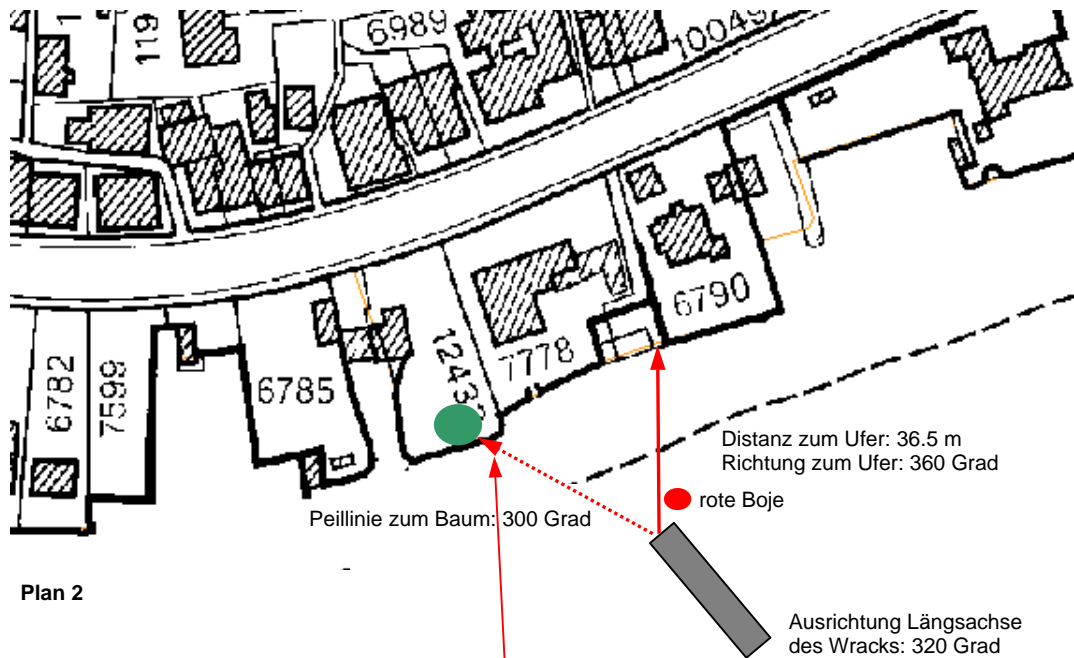 119
6989
10049
6790
7778
6785
6782
7599
Distanz zum Ufer: 36.5 m
Richtung zum Ufer: 360 Grad
rote Boje
Peillinie zum Baum: 300 Grad
Plan 2
Ausrichtung Längsachse
des Wracks: 320 Grad